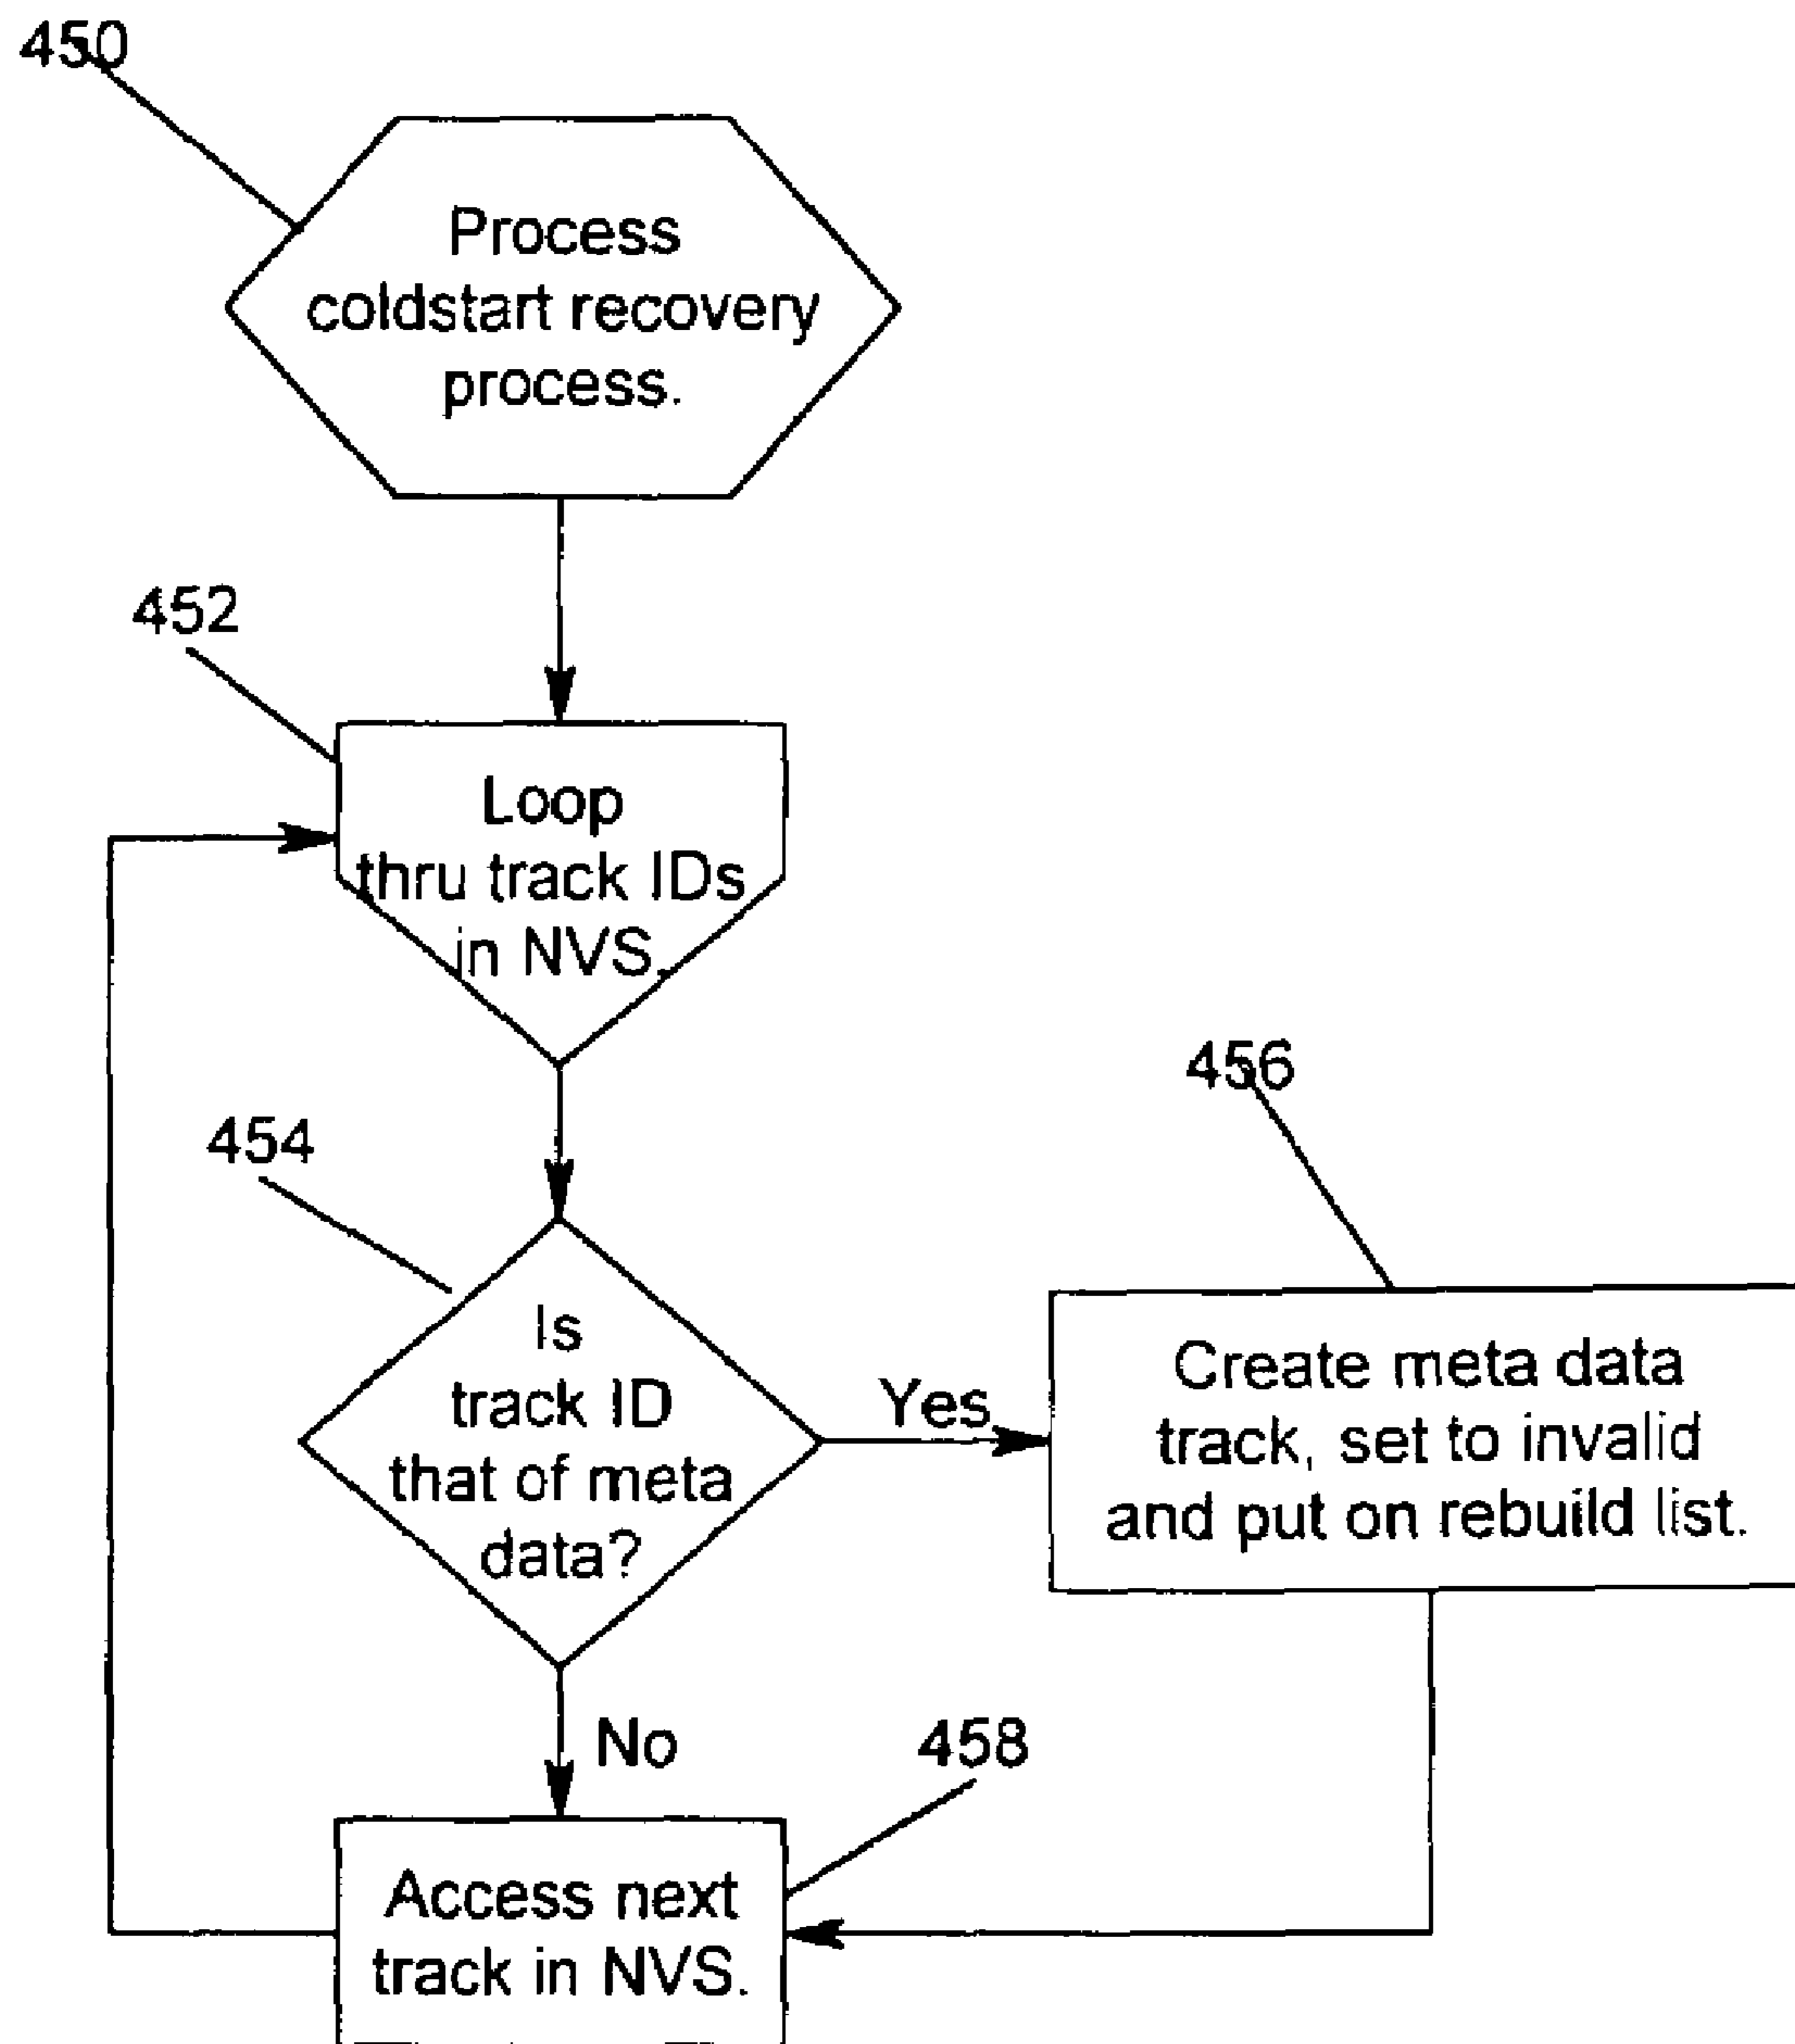 450
Process
coldstart recovery
process.
452
Loop
thru track IDs
in NVS.
454
Is
track ID
that of meta
data?
Yes
456
Create meta data
track, set to invalid
and put on rebuild list.
No
458
Access next
track in NVS.